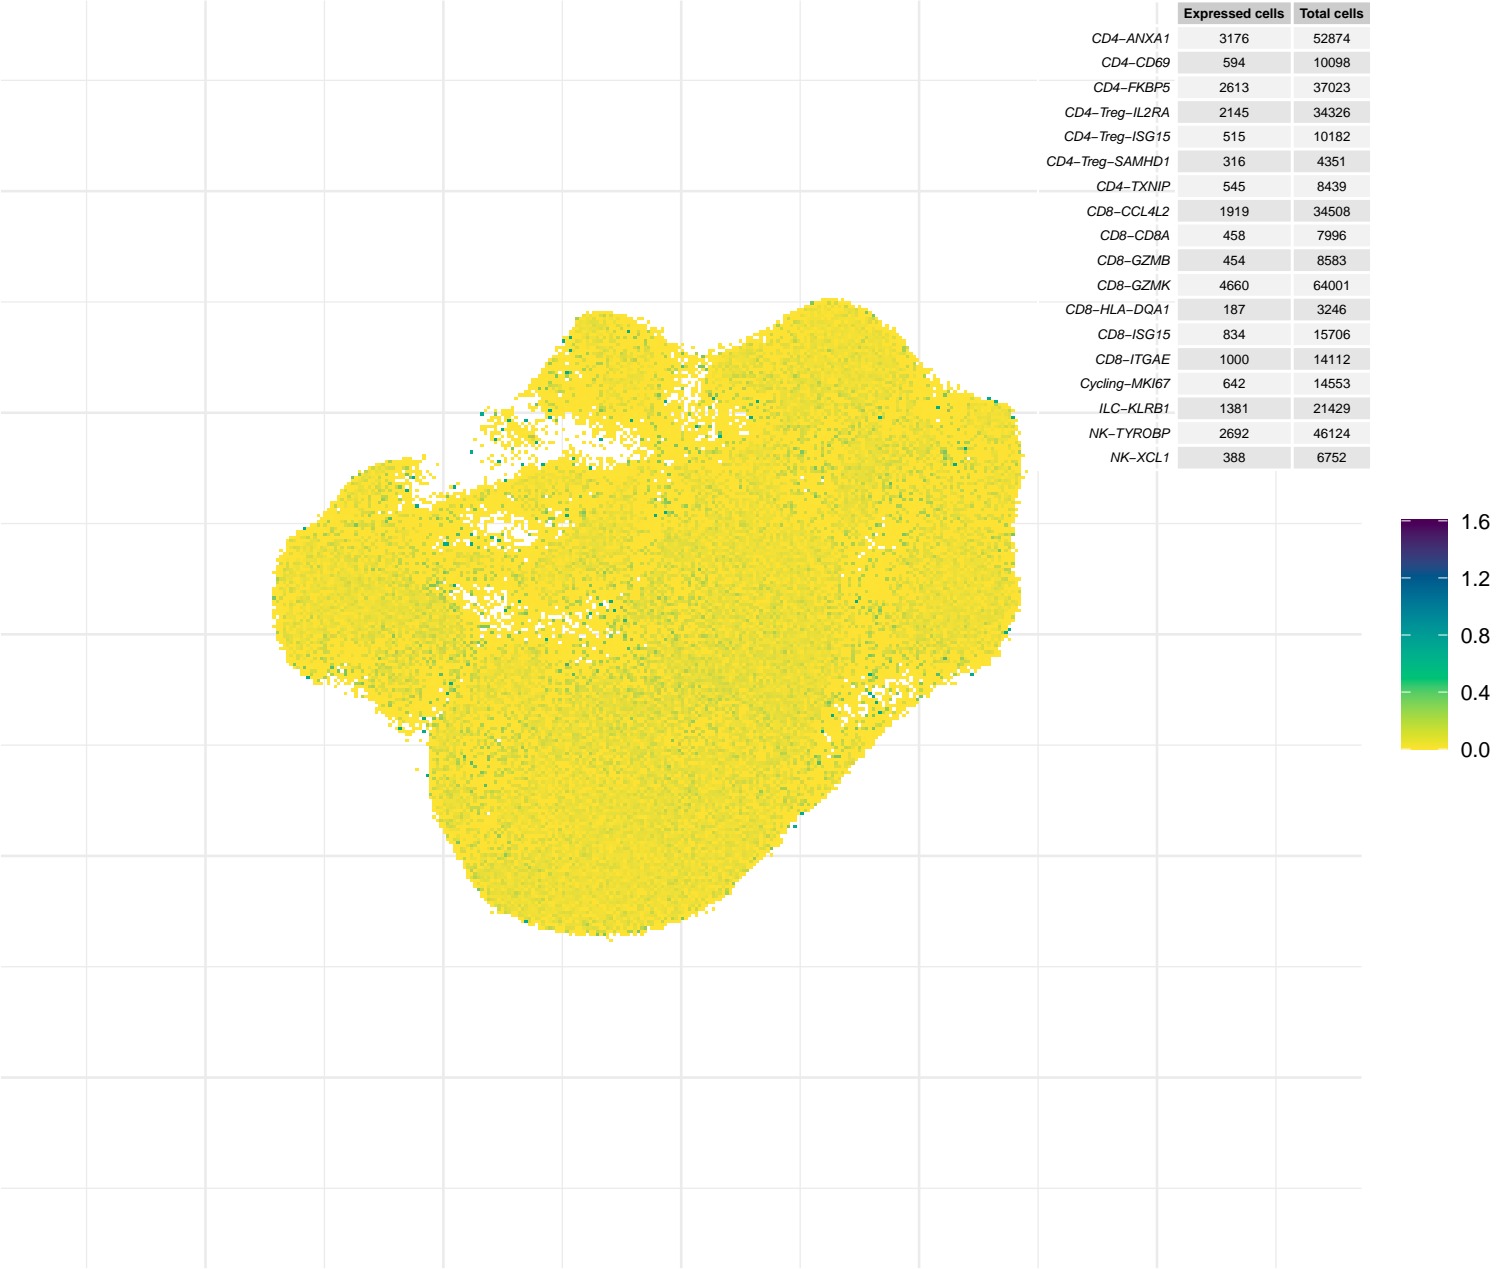 Expressed cells Total cells
CD4−ANXA1 3176 52874
CD4−CD69 594 10098
CD4−FKBP5 2613 37023
CD4−Treg−IL2RA 2145 34326
CD4−Treg−ISG15 515 10182
CD4−Treg−SAMHD1 316 4351
CD4−TXNIP 545 8439
CD8−CCL4L2 1919 34508
CD8−CD8A 458 7996
CD8−GZMB 454 8583
CD8−GZMK 4660 64001
CD8−HLA−DQA1 187 3246
CD8−ISG15 834 15706
CD8−ITGAE 1000 14112
Cycling−MKI67 642 14553
ILC−KLRB1 1381 21429
NK−TYROBP 2692 46124
NK−XCL1 388 6752
1.6
1.2
0.8
0.4
0.0